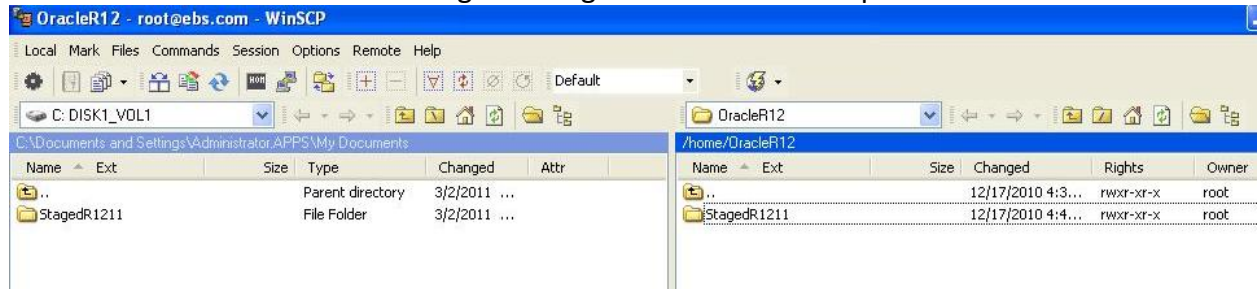 OracleR12 - root@ebs.com - WinSCP
Local Mark Files Commands Session Options Remote Help
Default
C: DISK1_VOL1
OracleR12
C:\Documents and Settings\Administrator.APPS\My Documents
/home/OracleR12
Name Ext Size Type Changed Attr
Name Ext Size Changed Rights Owner
.. Parent directory 3/2/2011 ...
.. 12/17/2010 4:3... rwxr-xr-x root
StagedR1211 File Folder 3/2/2011 ...
StagedR1211 12/17/2010 4:4... rwxr-xr-x root